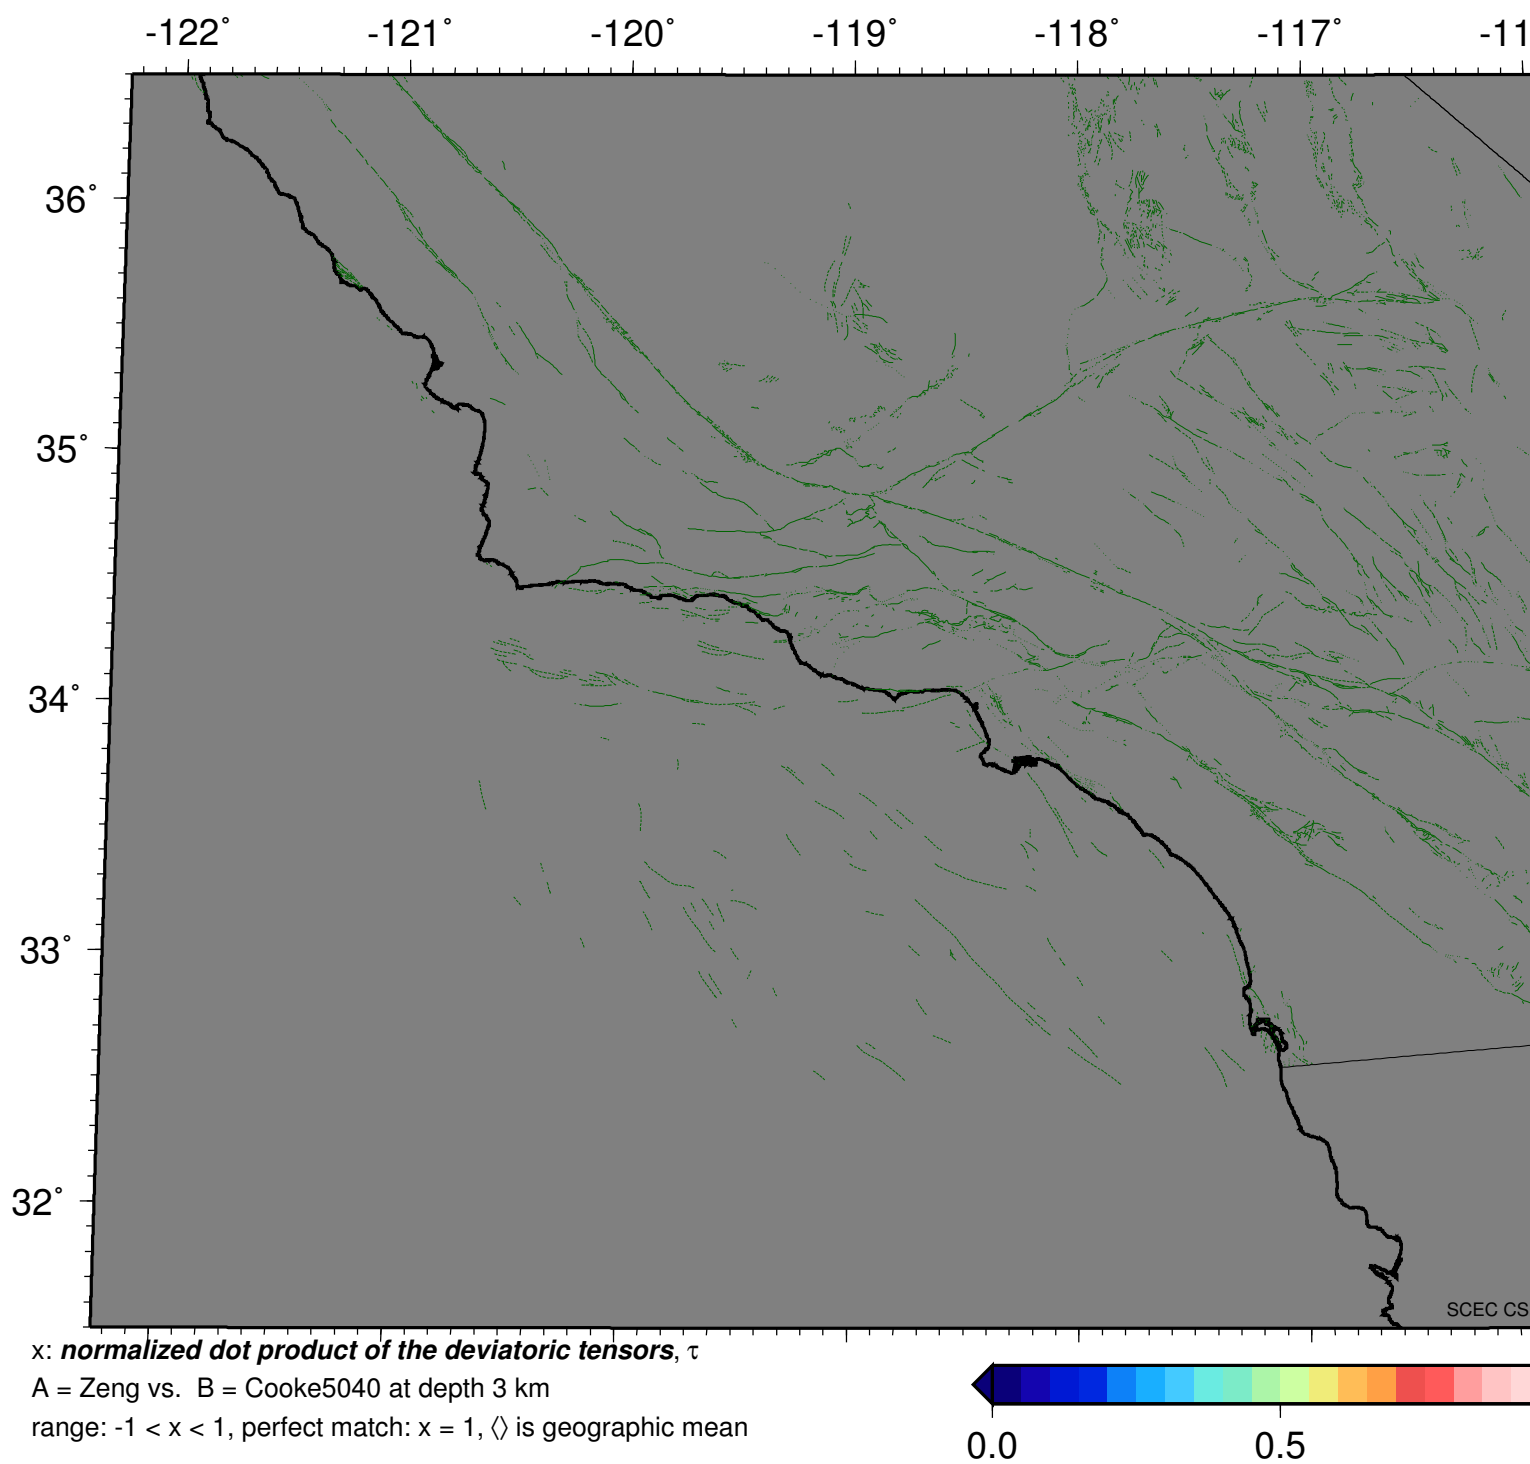 -122˚ -121˚ -120˚ -119˚ -118˚ -117˚ -11
36˚
35˚
34˚
33˚
32˚
SCEC CS
x: normalized dot product of the deviatoric tensors, τ
A = Zeng vs. B = Cooke5040 at depth 3 km
range: -1 < x < 1, perfect match: x = 1, ⟨⟩ is geographic mean
0.0 0.5